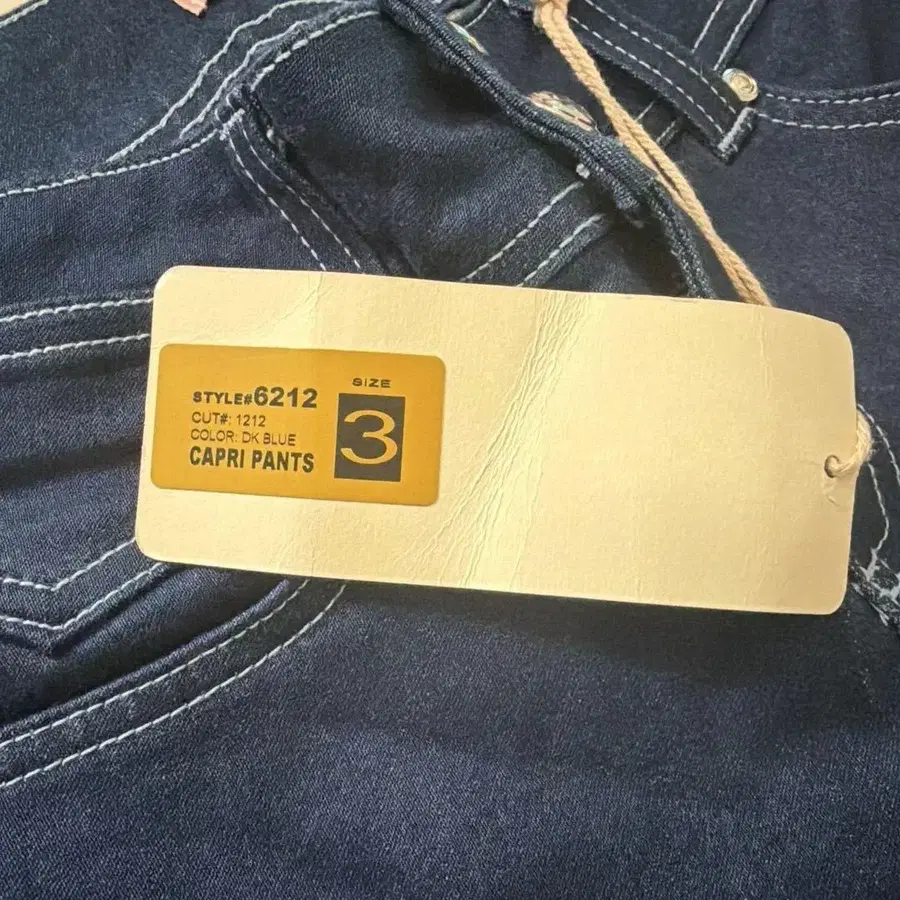 STYLE#6212
CUT#: 1212
COLOR: DK BLUE
CAPRI PANTS
SIZE
3